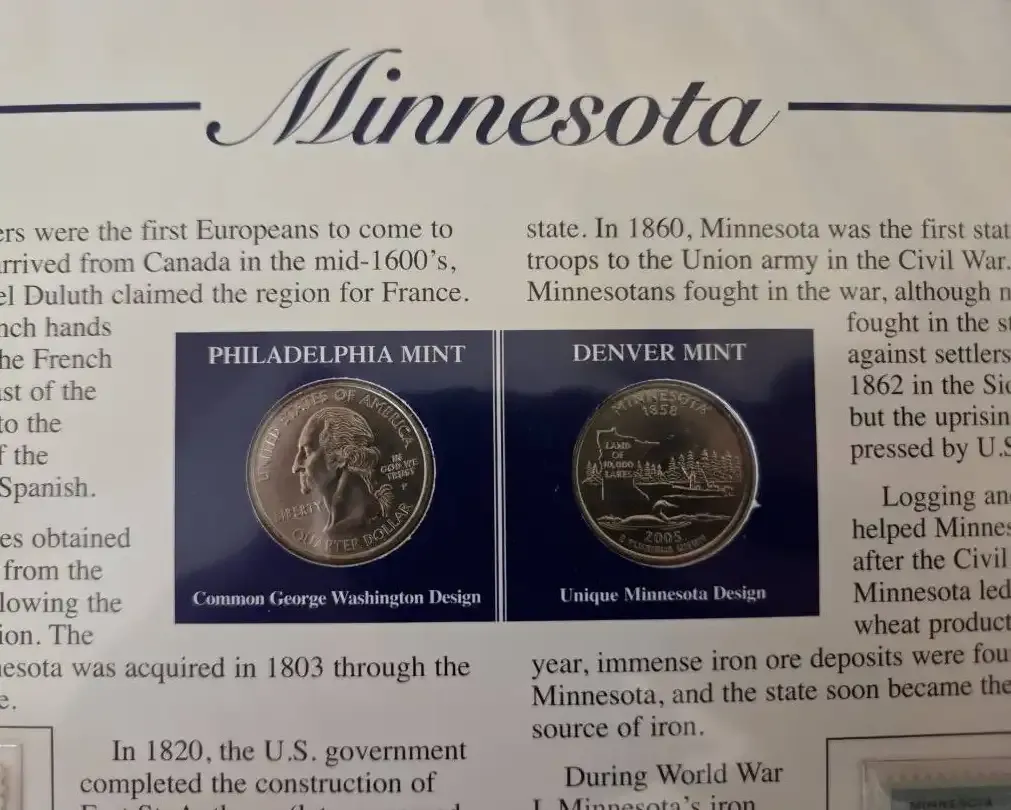 Minnesota
ers were the first Europeans to come to
arrived from Canada in the mid-1600's,
el Duluth claimed the region for France.
nch hands
he French
ast of the
to the
f the
Spanish.
es obtained
from the
lowing the
ion. The
nesota was acquired in 1803 through the
e.
In 1820, the U.S. government
completed the construction of
PHILADELPHIA MINT
UNITED STATES OF AMERICA
IN
GOD WE
TRUST
P
LIBERTY
QUARTER DOLLAR
Common George Washington Design
DENVER MINT
MINNESOTA
1858
LAND
OF
10,000
LAKES
2005
E PLURIBUS UNUM
Unique Minnesota Design
state. In 1860, Minnesota was the first stat
troops to the Union army in the Civil War.
Minnesotans fought in the war, although n
fought in the st
against settlers
1862 in the Sio
but the uprisin
pressed by U.S
Logging an
helped Minnes
after the Civil
Minnesota led
wheat product
year, immense iron ore deposits were fou
Minnesota, and the state soon became the
source of iron.
During World War
I, Minnesota's iron
MINNESOTA